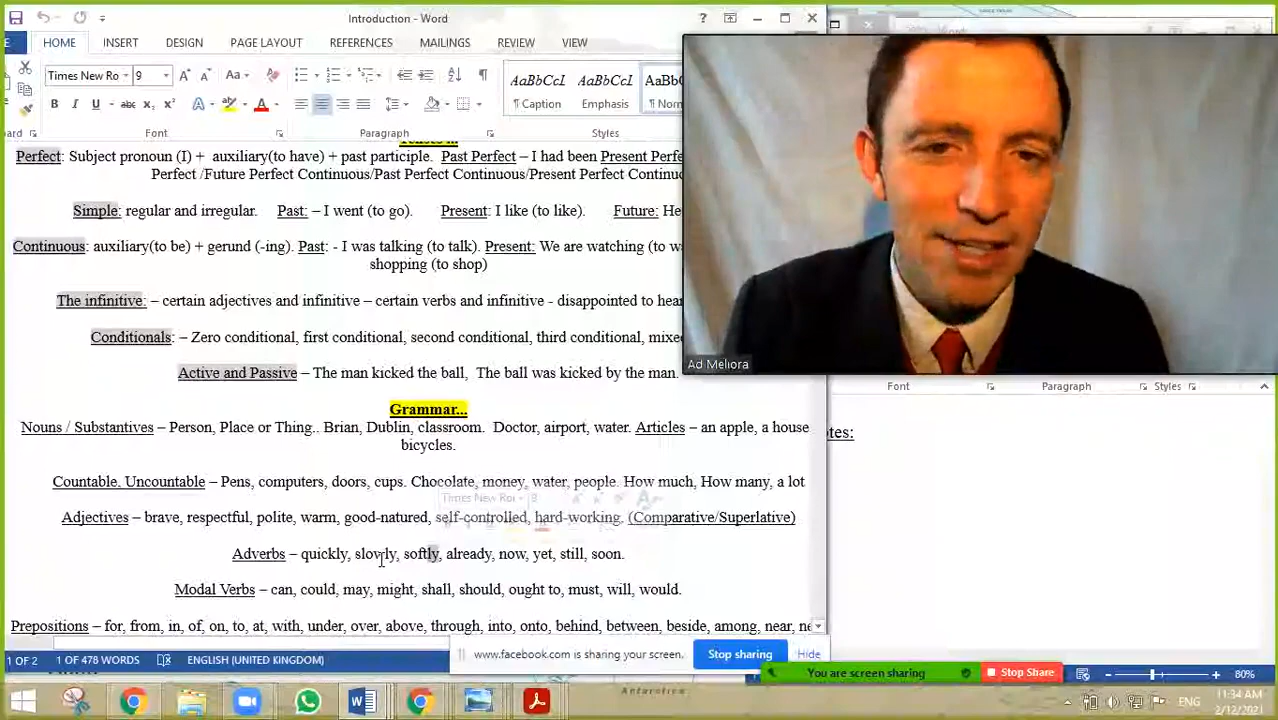 Introduction - Word
HOME INSERT DESIGN PAGE LAYOUT REFERENCES MAILINGS REVIEW VIEW
Times New Ro 9
AaBbCcI AaBbCcI
Caption Emphasis
Font Paragraph Styles
Tenses ...
Perfect: Subject pronoun (I) + auxiliary(to have) + past participle. Past Perfect – I had been Present
Perfect /Future Perfect Continuous/Past Perfect Continuous/Present Perfect
Simple: regular and irregular. Past: – I went (to go). Present: I like (to like). Future: He
Continuous: auxiliary(to be) + gerund (-ing). Past: - I was talking (to talk). Present: We are watching (to
shopping (to shop)
The infinitive: – certain adjectives and infinitive – certain verbs and infinitive - disappointed to
Conditionals: – Zero conditional, first conditional, second conditional, third conditional,
Active and Passive – The man kicked the ball, The ball was kicked by the man.
Grammar...
Nouns / Substantives – Person, Place or Thing.. Brian, Dublin, classroom. Doctor, airport, water. Articles – an apple, a house
bicycles.
Countable. Uncountable – Pens, computers, doors, cups. Chocolate, money, water, people. How much, How many, a lot
Adjectives – brave, respectful, polite, warm, good-natured, self-controlled, hard-working. (Comparative/Superlative)
Adverbs – quickly, slowly, softly, already, now, yet, still, soon.
Modal Verbs – can, could, may, might, shall, should, ought to, must, will, would.
Prepositions – for, from, in, of, on, to, at, with, under, over, above, through, into, onto, behind, between, beside, among, near,
Ad Meliora
Font Paragraph Styles
otes:
1 OF 2 1 OF 478 WORDS ENGLISH (UNITED KINGDOM)
www.facebook.com is sharing your screen. Stop sharing Hide
You are screen sharing Stop Share
80%
Antarctica
ENG 11:34 AM
2/12/2021